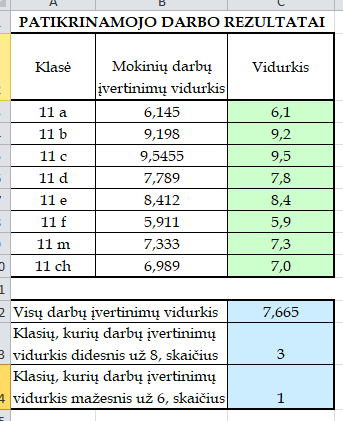 A B C
PATIKRINAMOJO DARBO REZULTATAI
Klasė Mokinių darbų įvertinimų vidurkis Vidurkis
11 a 6,145 6,1
11 b 9,198 9,2
11 c 9,5455 9,5
11 d 7,789 7,8
11 e 8,412 8,4
11 f 5,911 5,9
11 m 7,333 7,3
11 ch 6,989 7,0
Visų darbų įvertinimų vidurkis 7,665
Klasių, kurių darbų įvertinimų
vidurkis didesnis už 8, skaičius 3
Klasių, kurių darbų įvertinimų
vidurkis mažesnis už 6, skaičius 1